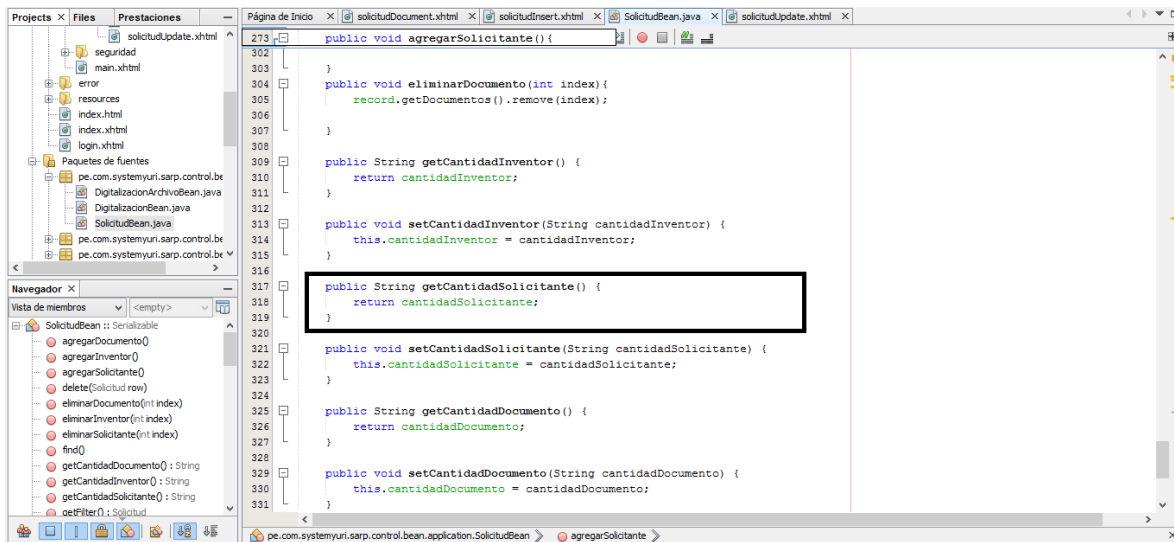 Projects × Files Prestaciones
solicitudUpdate.xhtml
seguridad
main.xhtml
error
resources
index.html
index.xhtml
login.xhtml
Paquetes de fuentes
pe.com.systemyuri.sarp.control.be
DigitalizacionArchivoBean.java
DigitalizacionBean.java
SolicitudBean.java
pe.com.systemyuri.sarp.control.be
pe.com.systemyuri.sarp.control.be
Navegador ×
Vista de miembros <empty>
SolicitudBean :: Serializable
agregarDocumento()
agregarInventor()
agregarSolicitante()
delete(Solicitud row)
eliminarDocumento(int index)
eliminarInventor(int index)
eliminarSolicitante(int index)
find()
getCantidadDocumento() : String
getCantidadInventor() : String
getCantidadSolicitante() : String
getFilter() : Solicitud
Página de Inicio × solicitudDocument.xhtml × solicitudInsert.xhtml × SolicitudBean.java × solicitudUpdate.xhtml ×
273 public void agregarSolicitante(){
302
303 }
304 public void eliminarDocumento(int index){
305 record.getDocumentos().remove(index);
306
307 }
308
309 public String getCantidadInventor() {
310 return cantidadInventor;
311 }
312
313 public void setCantidadInventor(String cantidadInventor) {
314 this.cantidadInventor = cantidadInventor;
315 }
316
317 public String getCantidadSolicitante() {
318 return cantidadSolicitante;
319 }
320
321 public void setCantidadSolicitante(String cantidadSolicitante) {
322 this.cantidadSolicitante = cantidadSolicitante;
323 }
324
325 public String getCantidadDocumento() {
326 return cantidadDocumento;
327 }
328
329 public void setCantidadDocumento(String cantidadDocumento) {
330 this.cantidadDocumento = cantidadDocumento;
331 }
pe.com.systemyuri.sarp.control.bean.application.SolicitudBean agregarSolicitante